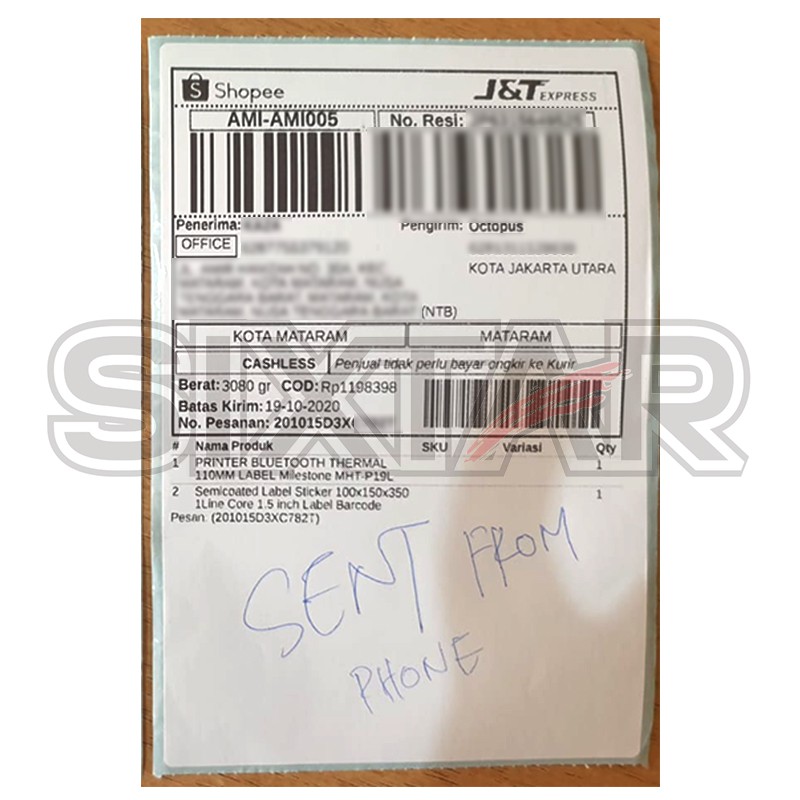 Shopee
J&T EXPRESS
AMI-AMI005
No. Resi:
Penerima:
Pengirim: Octopus
OFFICE
KOTA JAKARTA UTARA
(NTB)
KOTA MATARAM
MATARAM
CASHLESS
Penjual tidak perlu bayar ongkir ke Kurir
Berat: 3080 gr COD: Rp1198398
Batas Kirim: 19-10-2020
No. Pesanan: 201015D3X
SIXTAR
# Nama Produk SKU Variasi Qty
1 PRINTER BLUETOOTH THERMAL 1
110MM LABEL Milestone MHT-P19L
2 Semicoated Label Sticker 100x150x350 1
1Line Core 1.5 inch Label Barcode
Pesan: (201015D3XC782T)
SENT FROM
PHONE